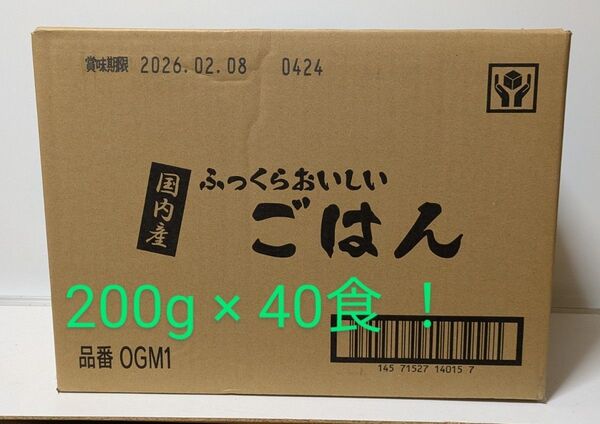 賞味期限 2026.02.08 0424
国内産
ふっくらおいしい
ごはん
200g × 40食 ！
品番 OGM1
145 71527 14015 7